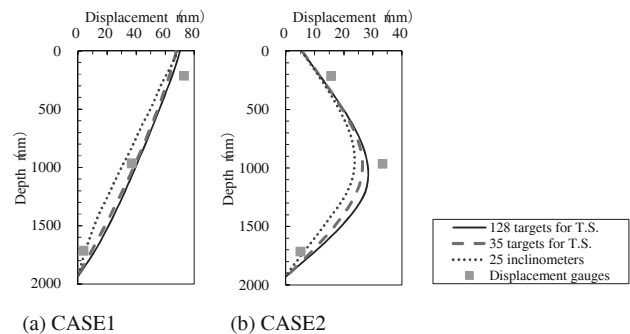 Displacement (mm)
0 20 40 60 80
0
500
1000
1500
2000
Depth (mm)
(a) CASE1
Displacement (mm)
0 10 20 30 40
0
500
1000
1500
2000
Depth (mm)
(b) CASE2
128 targets for T.S.
35 targets for T.S.
25 inclinometers
Displacement gauges